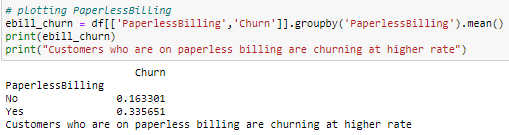 # plotting PaperlessBilling
ebill_churn = df[['PaperlessBilling','Churn']].groupby('PaperlessBilling').mean()
print(ebill_churn)
print("Customers who are on paperless billing are churning at higher rate")
Churn
PaperlessBilling
No 0.163301
Yes 0.335651
Customers who are on paperless billing are churning at higher rate